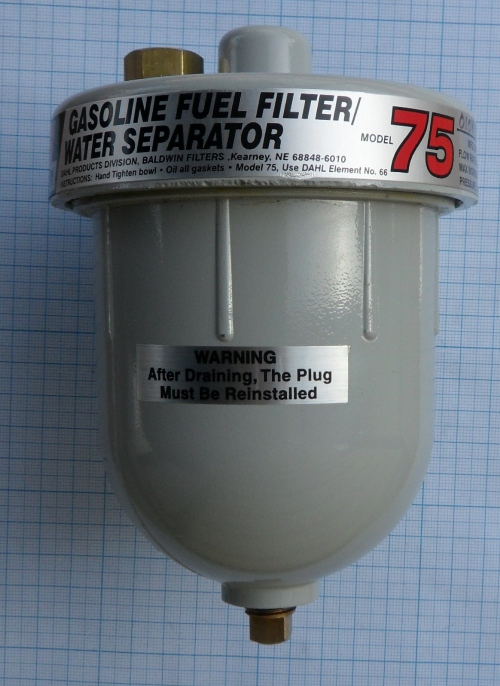 GASOLINE FUEL FILTER/
WATER SEPARATOR
DAHL PRODUCTS DIVISION, BALDWIN FILTERS ,Kearney, NE 68848-6010
INSTRUCTIONS: Hand Tighten bowl • Oil all gaskets • Model 75, Use DAHL Element No. 66
MODEL
75
WARNING
After Draining, The Plug
Must Be Reinstalled